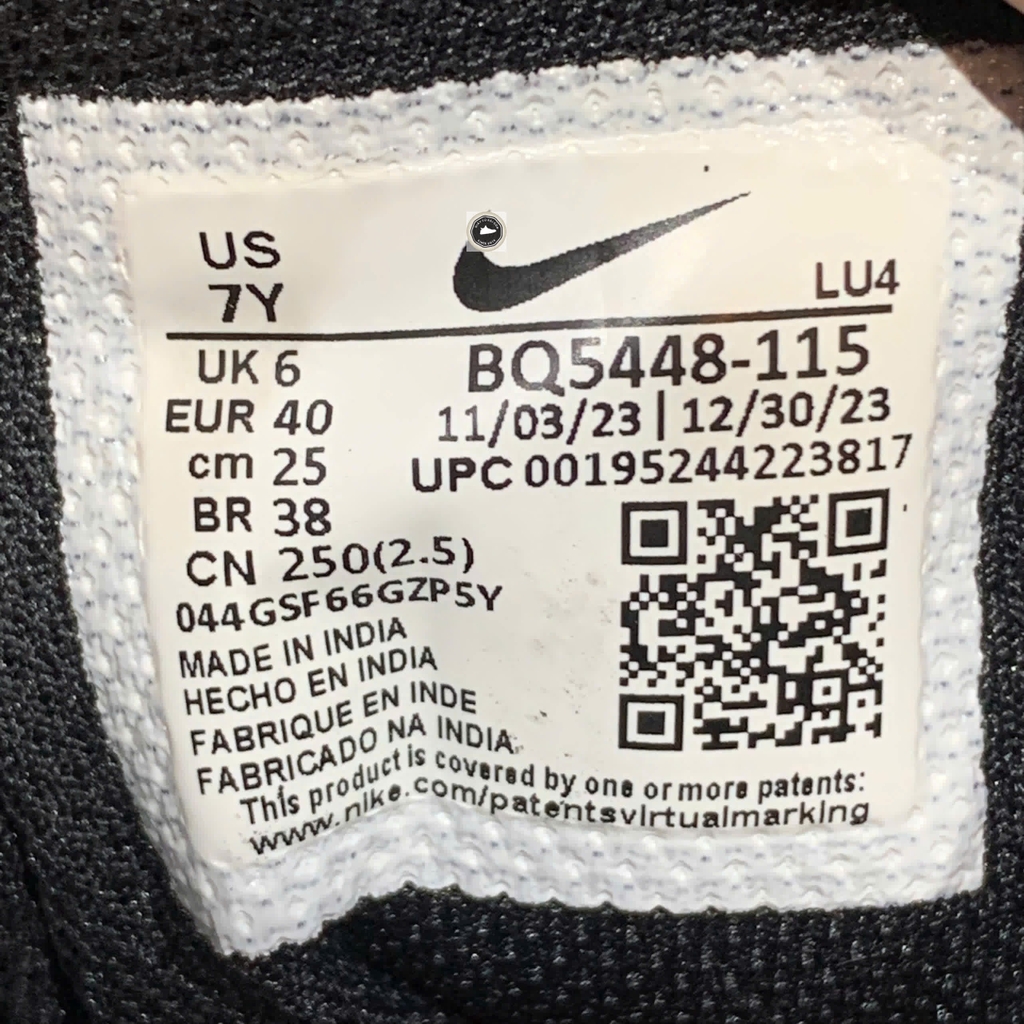 US
7Y
LU4
UK 6
BQ5448-115
EUR 40
11/03/23 | 12/30/23
cm 25
UPC 00195244223817
BR 38
CN 250(2.5)
044GSF66GZP5Y
MADE IN INDIA
HECHO EN INDIA
FABRIQUE EN INDE
FABRICADO NA INDIA
This product is covered by one or more patents:
www.nike.com/patentsvirtualmarking